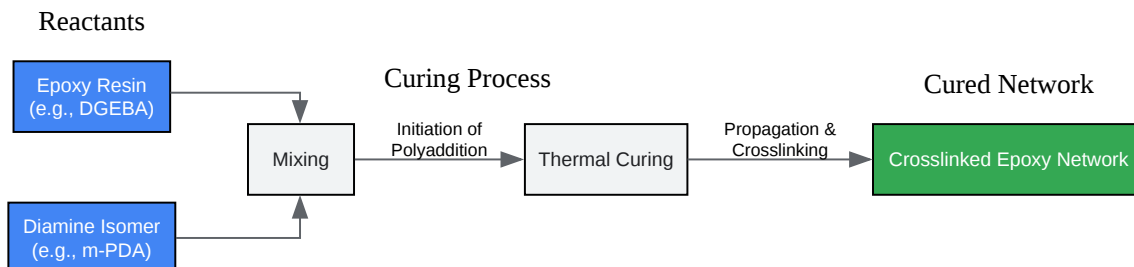 Reactants
Epoxy Resin
(e.g., DGEBA)
Diamine Isomer
(e.g., m-PDA)
Curing Process
Mixing
Initiation of
Polyaddition
Thermal Curing
Propagation &
Crosslinking
Cured Network
Crosslinked Epoxy Network